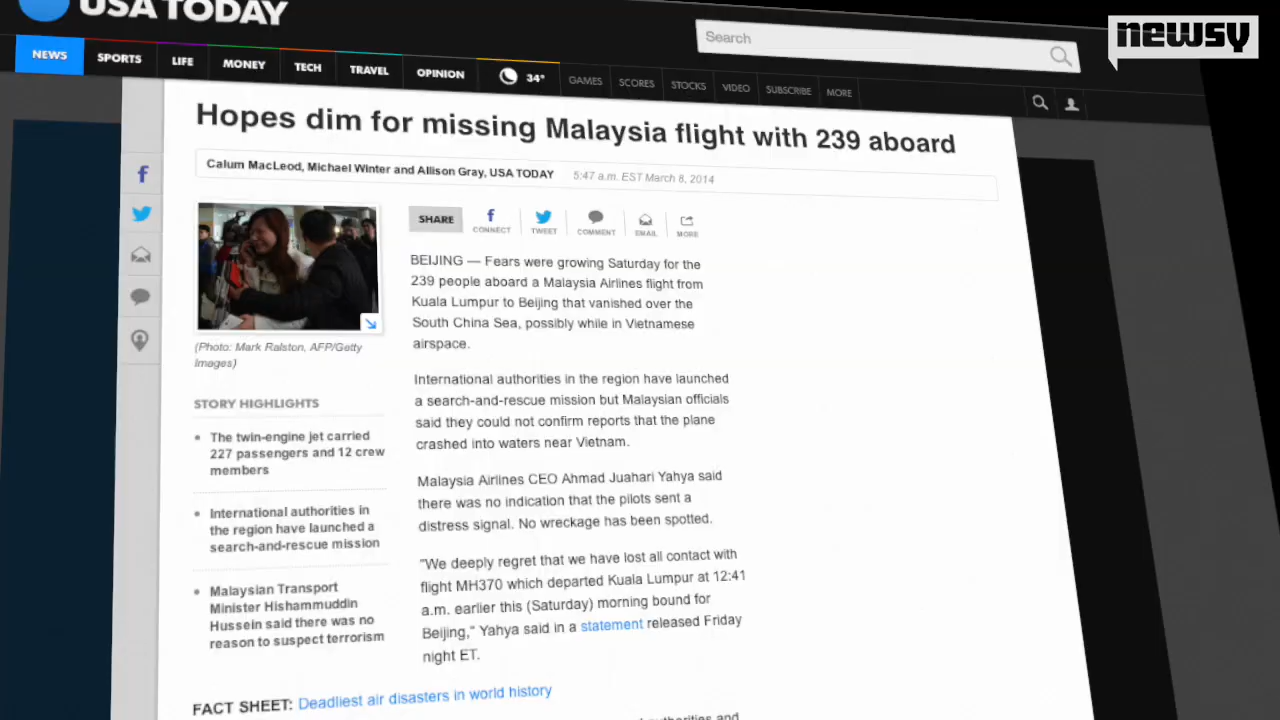 USA TODAY
newsy
Search
NEWS SPORTS LIFE MONEY TECH TRAVEL OPINION 34° GAMES SCORES STOCKS VIDEO SUBSCRIBE MORE
Hopes dim for missing Malaysia flight with 239 aboard
Calum MacLeod, Michael Winter and Allison Gray, USA TODAY 5:47 a.m. EST March 8, 2014
SHARE CONNECT TWEET COMMENT EMAIL MORE
(Photo: Mark Ralston, AFP/Getty
Images)
STORY HIGHLIGHTS
The twin-engine jet carried
227 passengers and 12 crew
members
International authorities in
the region have launched a
search-and-rescue mission
Malaysian Transport
Minister Hishammuddin
Hussein said there was no
reason to suspect terrorism
BEIJING — Fears were growing Saturday for the
239 people aboard a Malaysia Airlines flight from
Kuala Lumpur to Beijing that vanished over the
South China Sea, possibly while in Vietnamese
airspace.
International authorities in the region have launched
a search-and-rescue mission but Malaysian officials
said they could not confirm reports that the plane
crashed into waters near Vietnam.
Malaysia Airlines CEO Ahmad Juahari Yahya said
there was no indication that the pilots sent a
distress signal. No wreckage has been spotted.
"We deeply regret that we have lost all contact with
flight MH370 which departed Kuala Lumpur at 12:41
a.m. earlier this (Saturday) morning bound for
Beijing," Yahya said in a statement released Friday
night ET.
FACT SHEET: Deadliest air disasters in world history